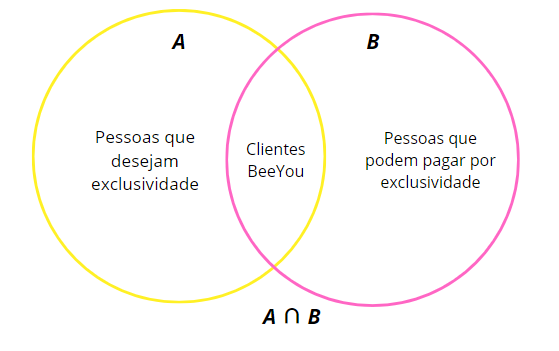 A
B
Pessoas que
desejam
exclusividade
Clientes
BeeYou
Pessoas que
podem pagar por
exclusividade
A ∩ B